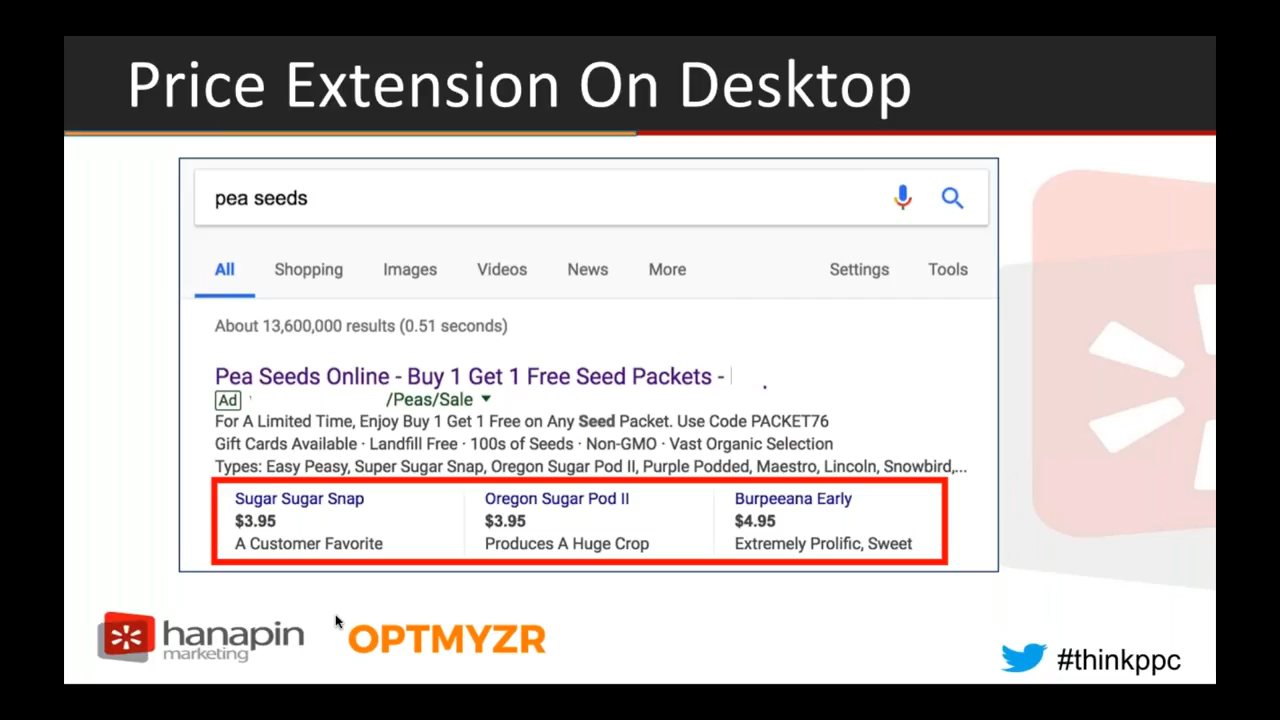 Price Extension On Desktop
pea seeds
All Shopping Images Videos News More Settings Tools
About 13,600,000 results (0.51 seconds)
Pea Seeds Online - Buy 1 Get 1 Free Seed Packets -
Ad /Peas/Sale
For A Limited Time, Enjoy Buy 1 Get 1 Free on Any Seed Packet. Use Code PACKET76
Gift Cards Available · Landfill Free · 100s of Seeds · Non-GMO · Vast Organic Selection
Types: Easy Peasy, Super Sugar Snap, Oregon Sugar Pod II, Purple Podded, Maestro, Lincoln, Snowbird,...
Sugar Sugar Snap Oregon Sugar Pod II Burpeeana Early
$3.95 $3.95 $4.95
A Customer Favorite Produces A Huge Crop Extremely Prolific, Sweet
hanapin
marketing
OPTMYZR
#thinkppc